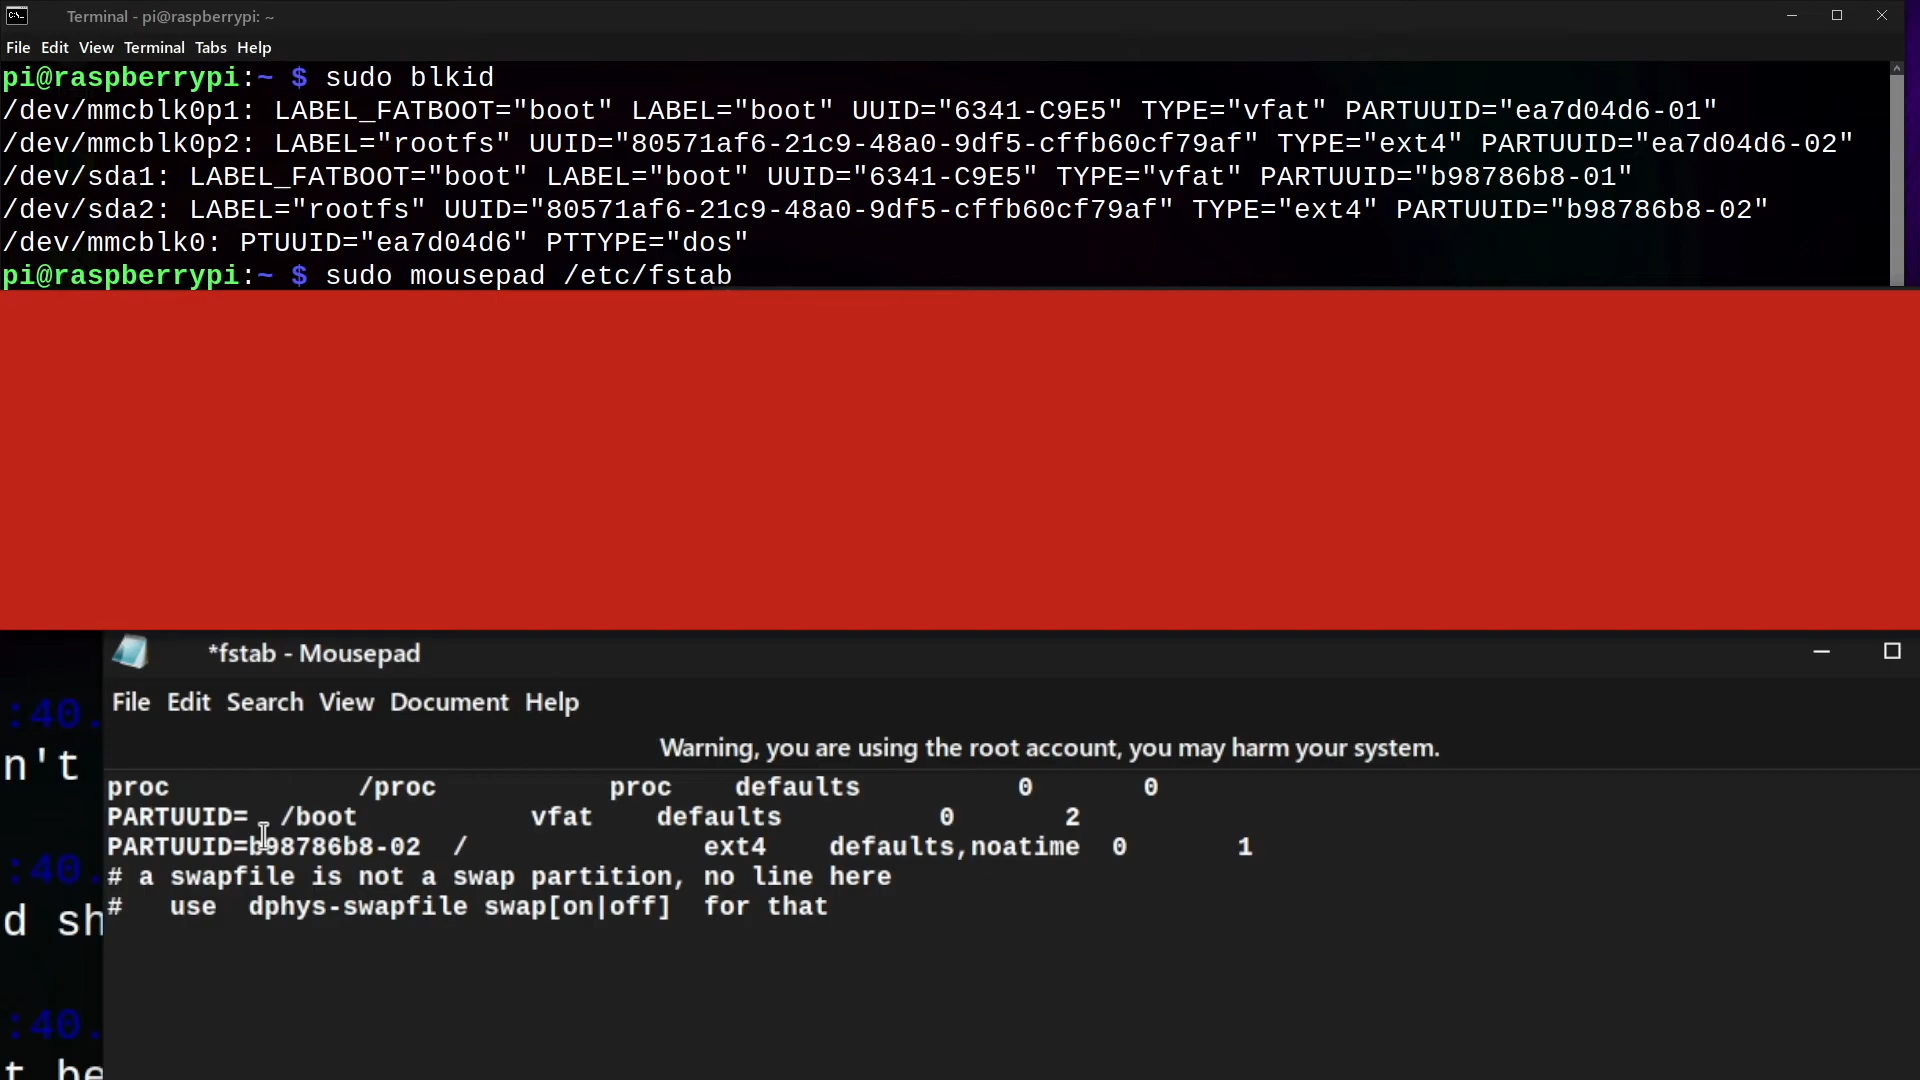 Terminal - pi@raspberrypi: ~
File Edit View Terminal Tabs Help
pi@raspberrypi:~ $ sudo blkid
/dev/mmcblk0p1: LABEL_FATBOOT="boot" LABEL="boot" UUID="6341-C9E5" TYPE="vfat" PARTUUID="ea7d04d6-01"
/dev/mmcblk0p2: LABEL="rootfs" UUID="80571af6-21c9-48a0-9df5-cffb60cf79af" TYPE="ext4" PARTUUID="ea7d04d6-02"
/dev/sda1: LABEL_FATBOOT="boot" LABEL="boot" UUID="6341-C9E5" TYPE="vfat" PARTUUID="b98786b8-01"
/dev/sda2: LABEL="rootfs" UUID="80571af6-21c9-48a0-9df5-cffb60cf79af" TYPE="ext4" PARTUUID="b98786b8-02"
/dev/mmcblk0: PTUUID="ea7d04d6" PTTYPE="dos"
pi@raspberrypi:~ $ sudo mousepad /etc/fstab
*fstab - Mousepad
File Edit Search View Document Help
Warning, you are using the root account, you may harm your system.
proc /proc proc defaults 0 0
PARTUUID= /boot vfat defaults 0 2
PARTUUID=b98786b8-02 / ext4 defaults,noatime 0 1
# a swapfile is not a swap partition, no line here
# use dphys-swapfile swap[on|off] for that
:40.
n't
:40.
d sh
:40.
t be